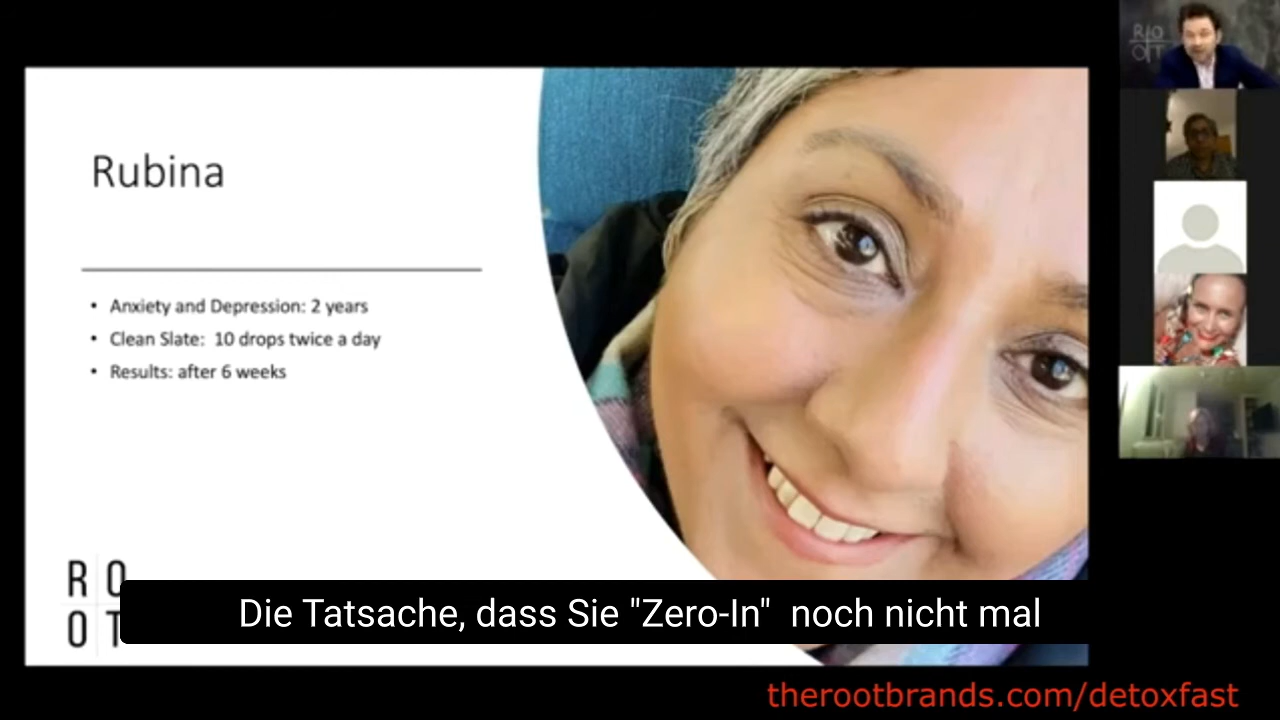 Rubina
• Anxiety and Depression: 2 years
• Clean Slate: 10 drops twice a day
• Results: after 6 weeks
R O
O T
Die Tatsache, dass Sie "Zero-In" noch nicht mal
therootbrands.com/detoxfast
R O
O T